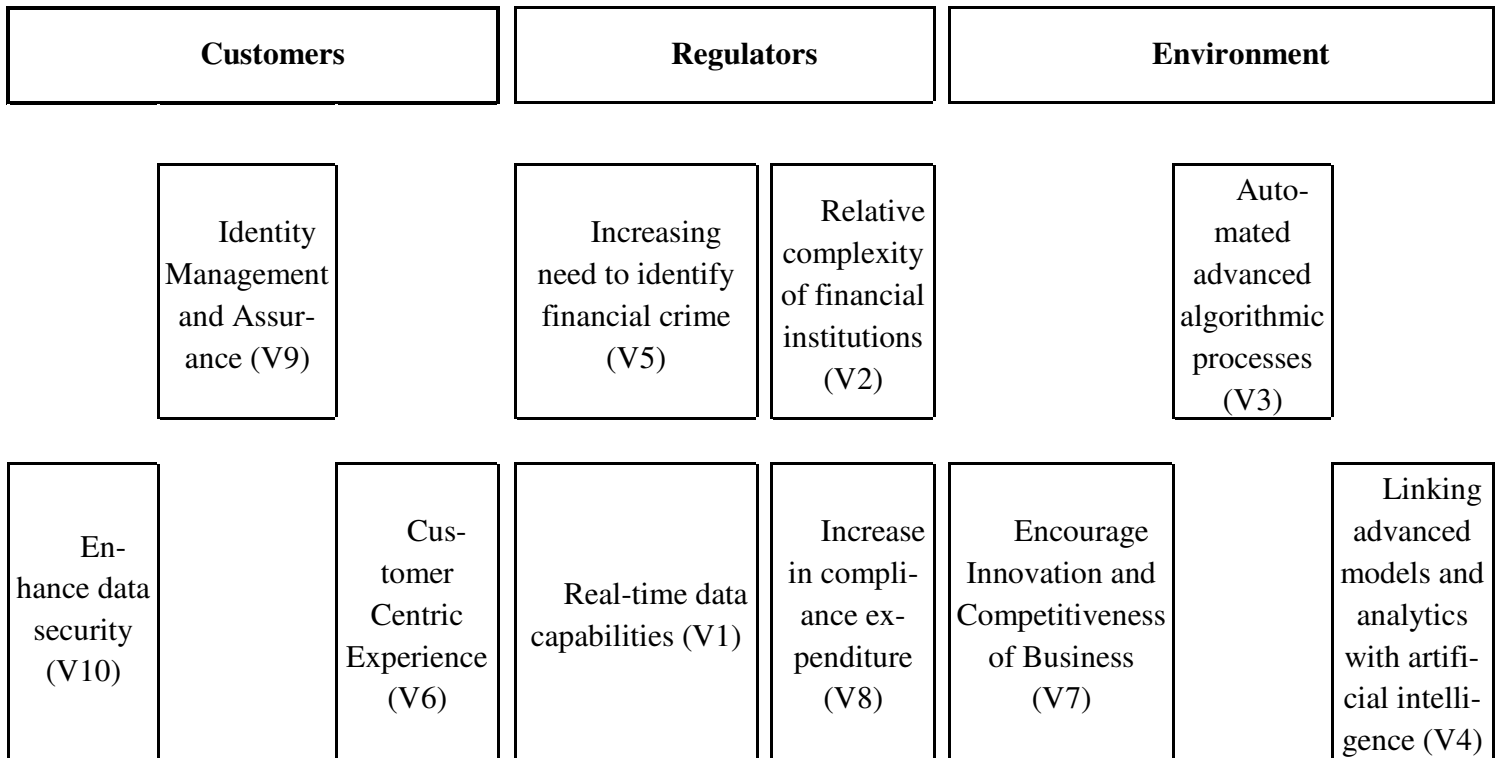 Customers
Regulators
Environment
Identity
Management
and Assur-
ance (V9)
Increasing
need to identify
financial crime
(V5)
Relative
complexity
of financial
institutions
(V2)
Auto-
mated
advanced
algorithmic
processes
(V3)
En-
hance data
security
(V10)
Cus-
tomer
Centric
Experience
(V6)
Real-time data
capabilities (V1)
Increase
in compli-
ance ex-
penditure
(V8)
Encourage
Innovation and
Competitiveness
of Business
(V7)
Linking
advanced
models and
analytics
with artifi-
cial intelli-
gence (V4)